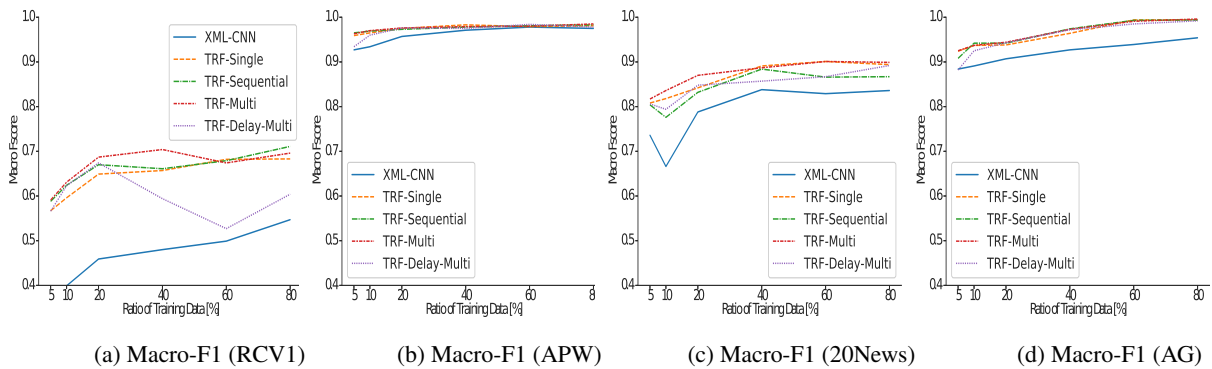 1.0
0.9
0.8
0.7
0.6
0.5
0.4
Macro F-score
XML-CNN
TRF-Single
TRF-Sequential
TRF-Multi
TRF-Delay-Multi
5 10 20 40 60 80
Ratio of Training Data [%]
(a) Macro-F1 (RCV1)
1.0
0.9
0.8
0.7
0.6
0.5
0.4
Macro F-score
XML-CNN
TRF-Single
TRF-Sequential
TRF-Multi
TRF-Delay-Multi
5 10 20 40 60 8
Ratio of Training Data [%]
(b) Macro-F1 (APW)
1.0
0.9
0.8
0.7
0.6
0.5
0.4
Macro F-score
XML-CNN
TRF-Single
TRF-Sequential
TRF-Multi
TRF-Delay-Multi
5 10 20 40 60 80
Ratio of Training Data [%]
(c) Macro-F1 (20News)
1.0
0.9
0.8
0.7
0.6
0.5
0.4
Macro F-score
XML-CNN
TRF-Single
TRF-Sequential
TRF-Multi
TRF-Delay-Multi
5 10 20 40 60 80
Ratio of Training Data [%]
(d) Macro-F1 (AG)